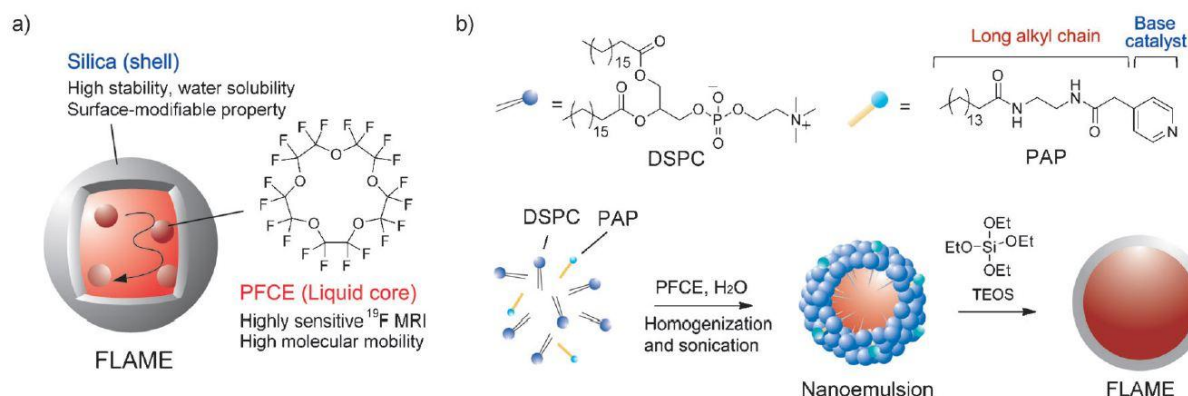 a)
Silica (shell)
High stability, water solubility
Surface-modifiable property
F F F F F F F F F F F F F F F F F F F F
O O O O O
PFCE (Liquid core)
Highly sensitive 19F MRI
High molecular mobility
FLAME
b)
=
15
O
O
15
O
O
O
P
O−
O
O
N
+
DSPC
=
Long alkyl chain
Base
catalyst
13
O
N
H
H
N
O
N
PAP
DSPC
PAP
PFCE, H2O
Homogenization
and sonication
Nanoemulsion
OEt
EtO
Si
OEt
OEt
TEOS
FLAME